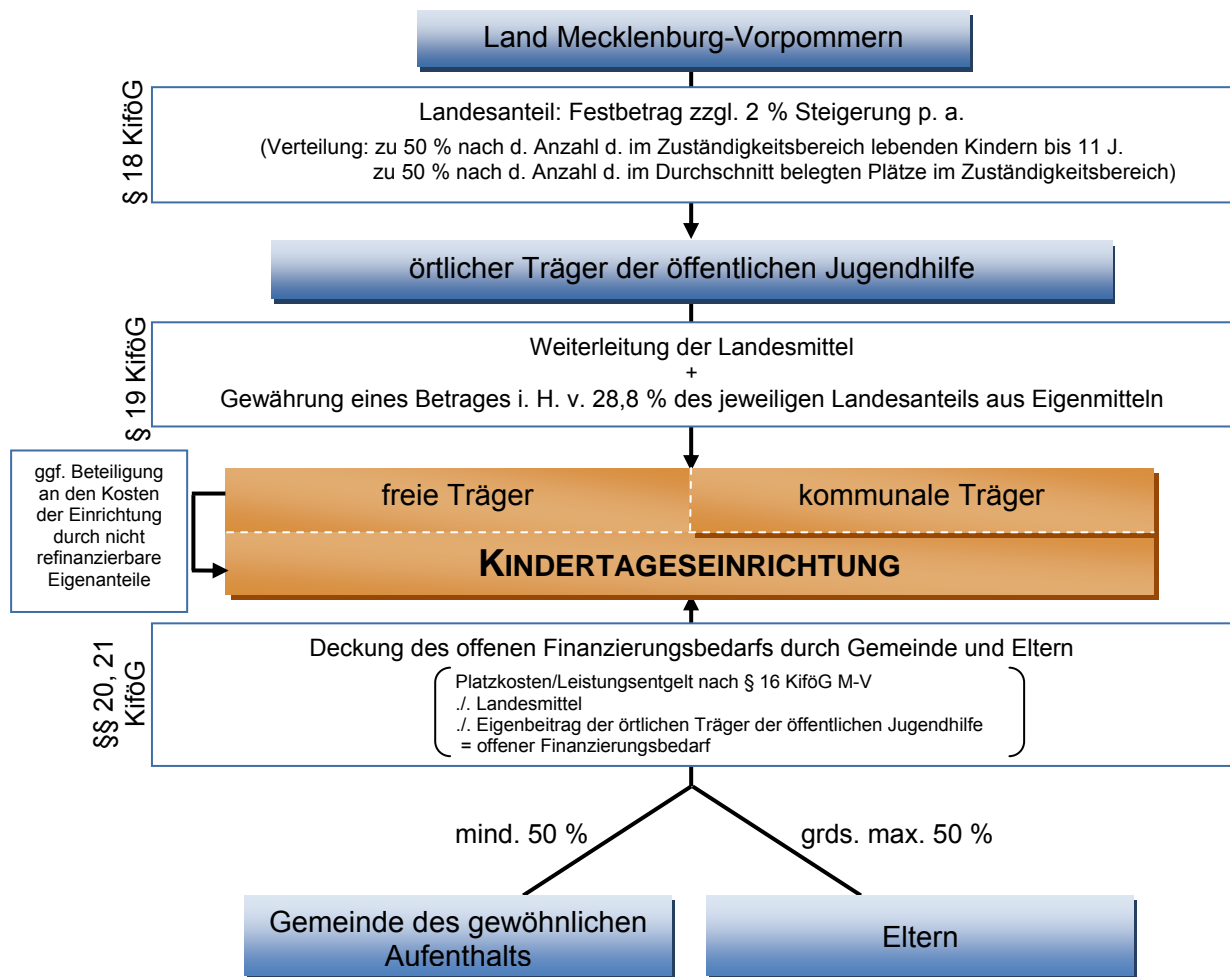 Land Mecklenburg-Vorpommern
§ 18 KiföG
Landesanteil: Festbetrag zzgl. 2 % Steigerung p. a.
(Verteilung: zu 50 % nach d. Anzahl d. im Zuständigkeitsbereich lebenden Kindern bis 11 J.
zu 50 % nach d. Anzahl d. im Durchschnitt belegten Plätze im Zuständigkeitsbereich)
örtlicher Träger der öffentlichen Jugendhilfe
§ 19 KiföG
Weiterleitung der Landesmittel
+
Gewährung eines Betrages i. H. v. 28,8 % des jeweiligen Landesanteils aus Eigenmitteln
ggf. Beteiligung
an den Kosten
der Einrichtung
durch nicht
refinanzierbare
Eigenanteile
freie Träger
kommunale Träger
KINDERTAGESEINRICHTUNG
§§ 20, 21
KiföG
Deckung des offenen Finanzierungsbedarfs durch Gemeinde und Eltern
Platzkosten/Leistungsentgelt nach § 16 KiföG M-V
./. Landesmittel
./. Eigenbeitrag der örtlichen Träger der öffentlichen Jugendhilfe
= offener Finanzierungsbedarf
mind. 50 %
grds. max. 50 %
Gemeinde des gewöhnlichen
Aufenthalts
Eltern